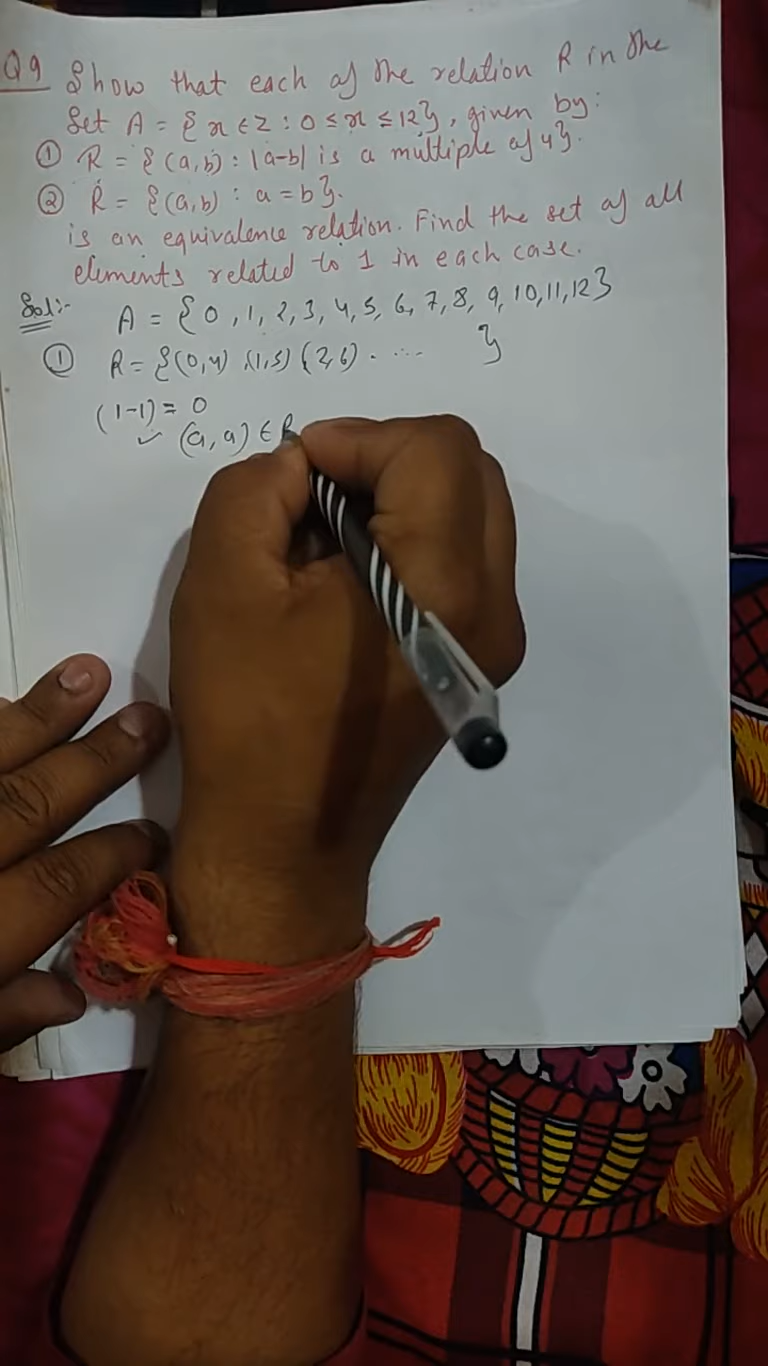 Q9 Show that each of the relation R in the
Set A = {x ∈ Z : 0 ≤ x ≤ 12}, given by:
① R = {(a,b) : |a-b| is a multiple of 4}.
② R = {(a,b) : a = b}.
is an equivalence relation. Find the set of all
elements related to 1 in each case.
Sol:- A = {0, 1, 2, 3, 4, 5, 6, 7, 8, 9, 10, 11, 12}
① R = {(0,4), (1,5) (2,6) ..... }
(1-1) = 0
✓ (a, a) ∈ R